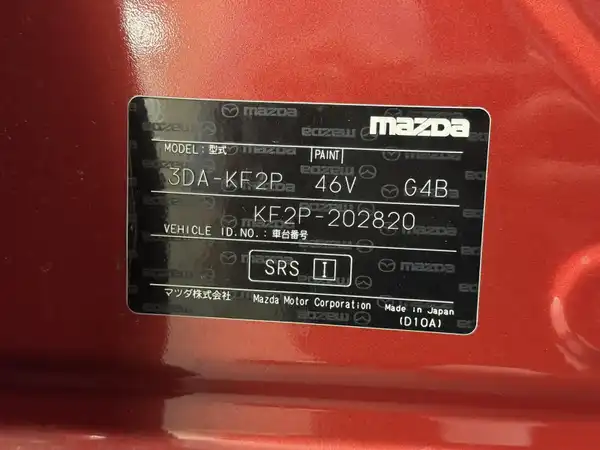 mazda
MODEL:型式 PAINT
3DA-KF2P 46V G4B
KF2P-202820
VEHICLE ID.NO.:車台番号
SRS I
マツダ株式会社 Mazda Motor Corporation Made in Japan
(D10A)